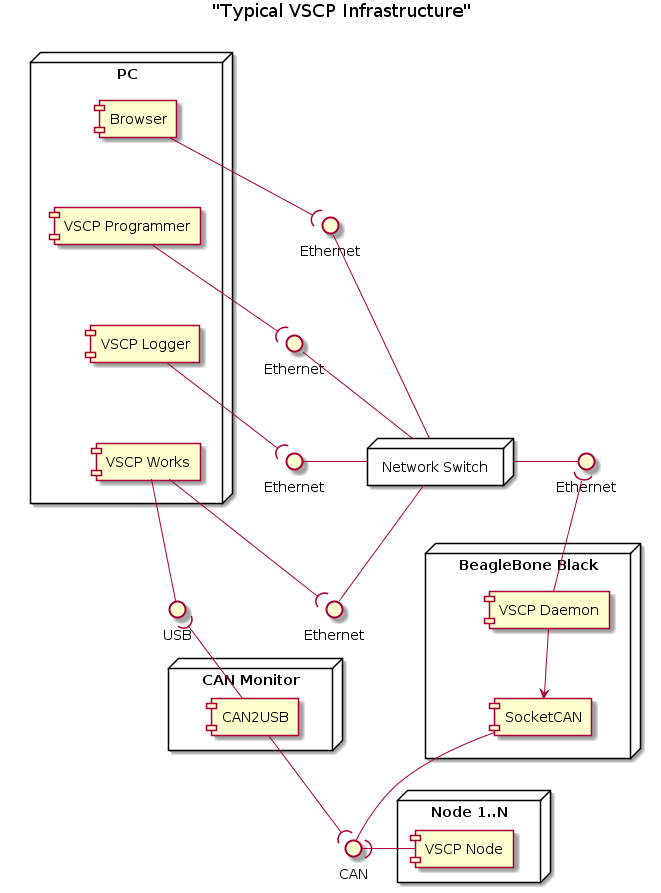 "Typical VSCP Infrastructure"
PC
Browser
VSCP Programmer
Ethernet
VSCP Logger
Ethernet
VSCP Works
Ethernet
Network Switch
Ethernet
BeagleBone Black
VSCP Daemon
USB
Ethernet
CAN Monitor
CAN2USB
SocketCAN
Node 1..N
VSCP Node
CAN